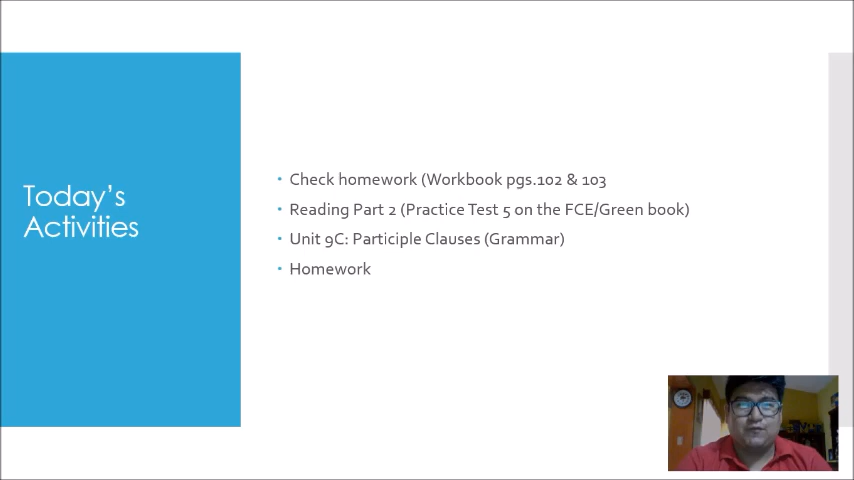 Today's
Activities
• Check homework (Workbook pgs.102 & 103
• Reading Part 2 (Practice Test 5 on the FCE/Green book)
• Unit 9C: Participle Clauses (Grammar)
• Homework